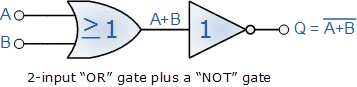 A
B
≥1
A+B
1
Q = A̅+̅B̅
2-input “OR” gate plus a “NOT” gate